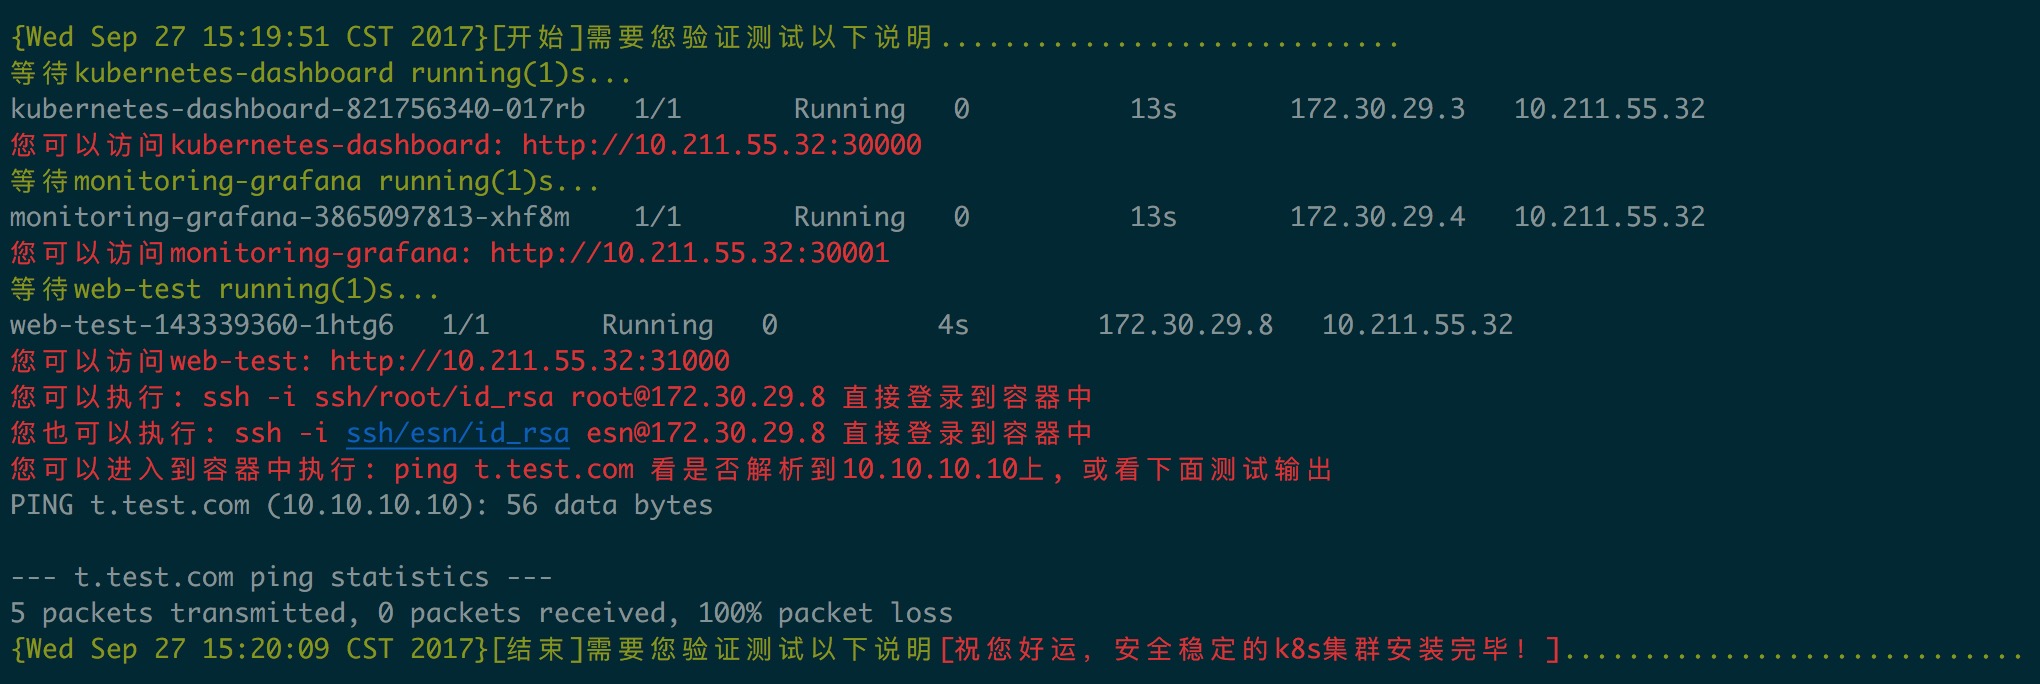 {Wed Sep 27 15:19:51 CST 2017}[开始]需要您验证测试以下说明.............................
等待kubernetes-dashboard running(1)s...
kubernetes-dashboard-821756340-017rb   1/1       Running   0          13s       172.30.29.3   10.211.55.32
您可以访问kubernetes-dashboard: http://10.211.55.32:30000
等待monitoring-grafana running(1)s...
monitoring-grafana-3865097813-xhf8m    1/1       Running   0          13s       172.30.29.4   10.211.55.32
您可以访问monitoring-grafana: http://10.211.55.32:30001
等待web-test running(1)s...
web-test-143339360-1htg6   1/1       Running   0          4s        172.30.29.8   10.211.55.32
您可以访问web-test: http://10.211.55.32:31000
您可以执行: ssh -i ssh/root/id_rsa root@172.30.29.8 直接登录到容器中
您也可以执行: ssh -i ssh/esn/id_rsa esn@172.30.29.8 直接登录到容器中
您可以进入到容器中执行: ping t.test.com 看是否解析到10.10.10.10上, 或看下面测试输出
PING t.test.com (10.10.10.10): 56 data bytes
--- t.test.com ping statistics ---
5 packets transmitted, 0 packets received, 100% packet loss
{Wed Sep 27 15:20:09 CST 2017}[结束]需要您验证测试以下说明[祝您好运, 安全稳定的k8s集群安装完毕! ].............................